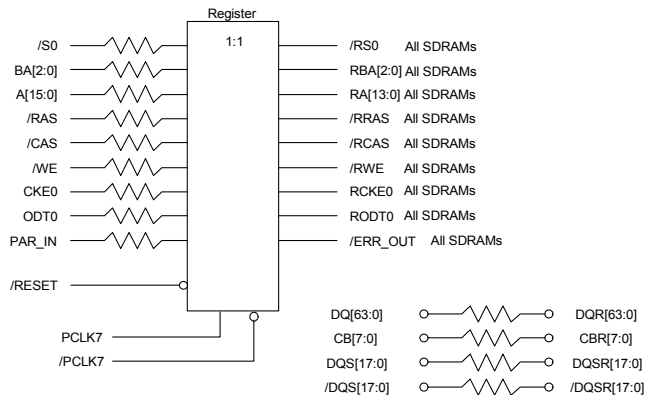 Register
1:1
/S0 /RS0 All SDRAMs
BA[2:0] RBA[2:0] All SDRAMs
A[15:0] RA[13:0] All SDRAMs
/RAS /RRAS All SDRAMs
/CAS /RCAS All SDRAMs
/WE /RWE All SDRAMs
CKE0 RCKE0 All SDRAMs
ODT0 RODT0 All SDRAMs
PAR_IN /ERR_OUT All SDRAMs
/RESET
PCLK7
/PCLK7
DQ[63:0] DQR[63:0]
CB[7:0] CBR[7:0]
DQS[17:0] DQSR[17:0]
/DQS[17:0] /DQSR[17:0]